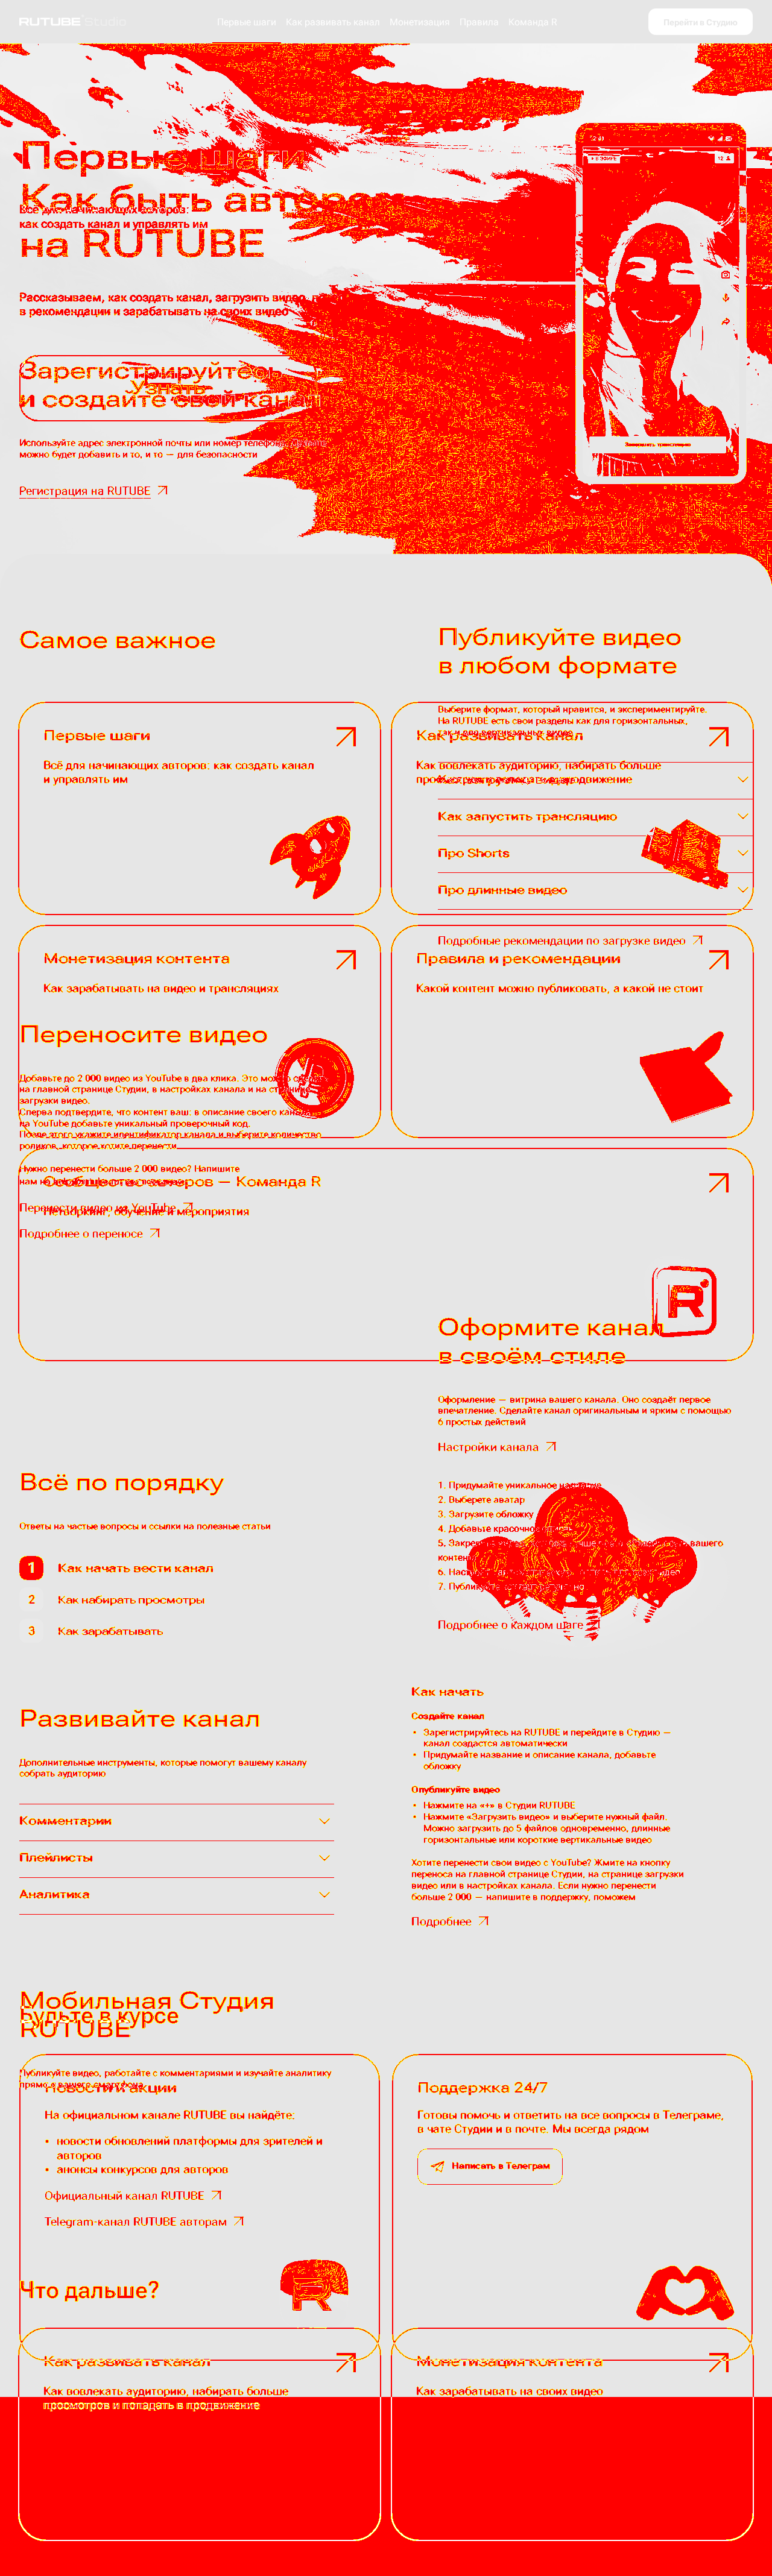 RUTUBE Studio
Первые шаги Как развивать канал Монетизация Правила Команда R
Перейти в Студию
Первые шаги
Как быть автором
на RUTUBE
Всё для начинающих авторов:
как создать канал и управлять им
Рассказываем, как создать канал, загрузить видео,
в рекомендации и зарабатывать на своих видео
Зарегистрируйтесь
и создайте свой канал
Узнать
Используйте адрес электронной почты или номер телефона.
можно будет добавить и то, и то — для безопасности
Регистрация на RUTUBE
12:41
В ЭФИРЕ
12
Завершить трансляцию
Самое важное
Публикуйте видео
в любом формате
Выберите формат, который нравится, и экспериментируйте.
На RUTUBE есть свои разделы как для горизонтальных,
так и для вертикальных видео
Первые шаги
Всё для начинающих авторов: как создать канал
и управлять им
Как развивать канал
Как вовлекать аудиторию, набирать больше
просмотров и попадать в продвижение
Как запустить трансляцию
Про Shorts
Про длинные видео
Подробные рекомендации по загрузке видео
Монетизация контента
Как зарабатывать на видео и трансляциях
Правила и рекомендации
Какой контент можно публиковать, а какой не стоит
Переносите видео
Добавьте до 2 000 видео из YouTube в два клика. Это можно сделать
на главной странице Студии, в настройках канала и на странице
загрузки видео.
Сперва подтвердите, что контент ваш: в описание своего канала
на YouTube добавьте уникальный проверочный код.
После этого укажите идентификатор канала и выберите количество
роликов, которое хотите перенести
Нужно перенести больше 2 000 видео? Напишите
нам на
Сообщество авторов — Команда R
Нетворкинг, обучение и мероприятия
Перенести видео из YouTube
Подробнее о переносе
Оформите канал
в своём стиле
Оформление — витрина вашего канала. Оно создаёт первое
впечатление. Сделайте канал оригинальным и ярким с помощью
6 простых действий
Настройки канала
1. Придумайте уникальное название
2. Выберете аватар
3. Загрузите обложку
4. Добавьте красочное
5. вашего
контента
6.
7.
Подробнее о каждом шаге
Всё по порядку
Ответы на частые вопросы и ссылки на полезные статьи
1 Как начать вести канал
2 Как набирать просмотры
3 Как зарабатывать
Как начать
Создайте канал
• Зарегистрируйтесь на RUTUBE и перейдите в Студию —
канал создастся автоматически
• Придумайте название и описание канала, добавьте
обложку
Опубликуйте видео
• Нажмите на «+» в Студии RUTUBE
• Нажмите «Загрузить видео» и выберите нужный файл.
Можно загрузить до 5 файлов одновременно, длинные
горизонтальные или короткие вертикальные видео
Хотите перенести свои видео с YouTube? Жмите на кнопку
переноса на главной странице Студии, на странице загрузки
видео или в настройках канала. Если нужно перенести
больше 2 000 — напишите в поддержку, поможем
Подробнее
Развивайте канал
Дополнительные инструменты, которые помогут вашему каналу
собрать аудиторию
Комментарии
Плейлисты
Аналитика
Мобильная Студия
RUTUBE
Будьте в курсе
Публикуйте видео, работайте с комментариями и изучайте аналитику
прямо с вашего смартфона
Новости и акции
На официальном канале RUTUBE вы найдёте:
• новости обновлений платформы для зрителей и
авторов
• анонсы конкурсов для авторов
Официальный канал RUTUBE
Telegram-канал RUTUBE авторам
Поддержка 24/7
Готовы помочь и ответить на все вопросы в Телеграме,
в чате Студии и в почте. Мы всегда рядом
Написать в Телеграм
Что дальше?
Как развивать канал
Как вовлекать аудиторию, набирать больше
просмотров и попадать в продвижение
Монетизация контента
Как зарабатывать на своих видео